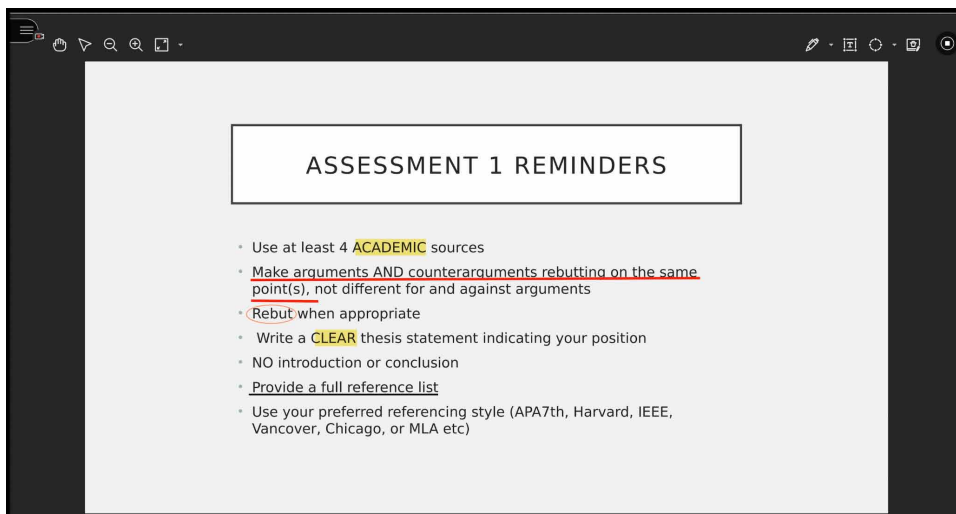 ASSESSMENT 1 REMINDERS
• Use at least 4 ACADEMIC sources
• Make arguments AND counterarguments rebutting on the same
point(s), not different for and against arguments
• Rebut when appropriate
• Write a CLEAR thesis statement indicating your position
• NO introduction or conclusion
• Provide a full reference list
• Use your preferred referencing style (APA7th, Harvard, IEEE,
Vancover, Chicago, or MLA etc)